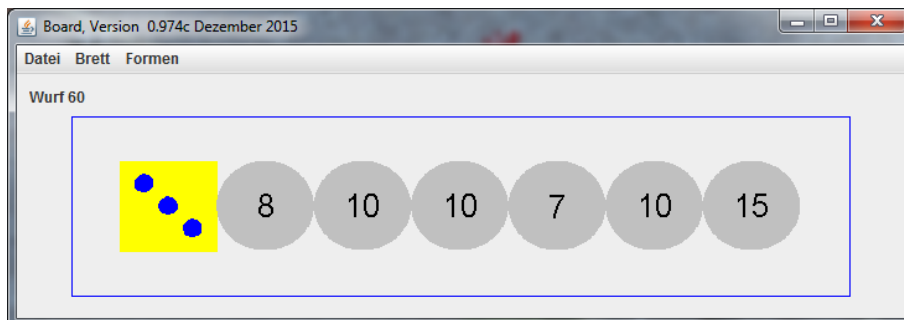 Board, Version 0.974c Dezember 2015
Datei Brett Formen
Wurf 60
8 10 10 7 10 15